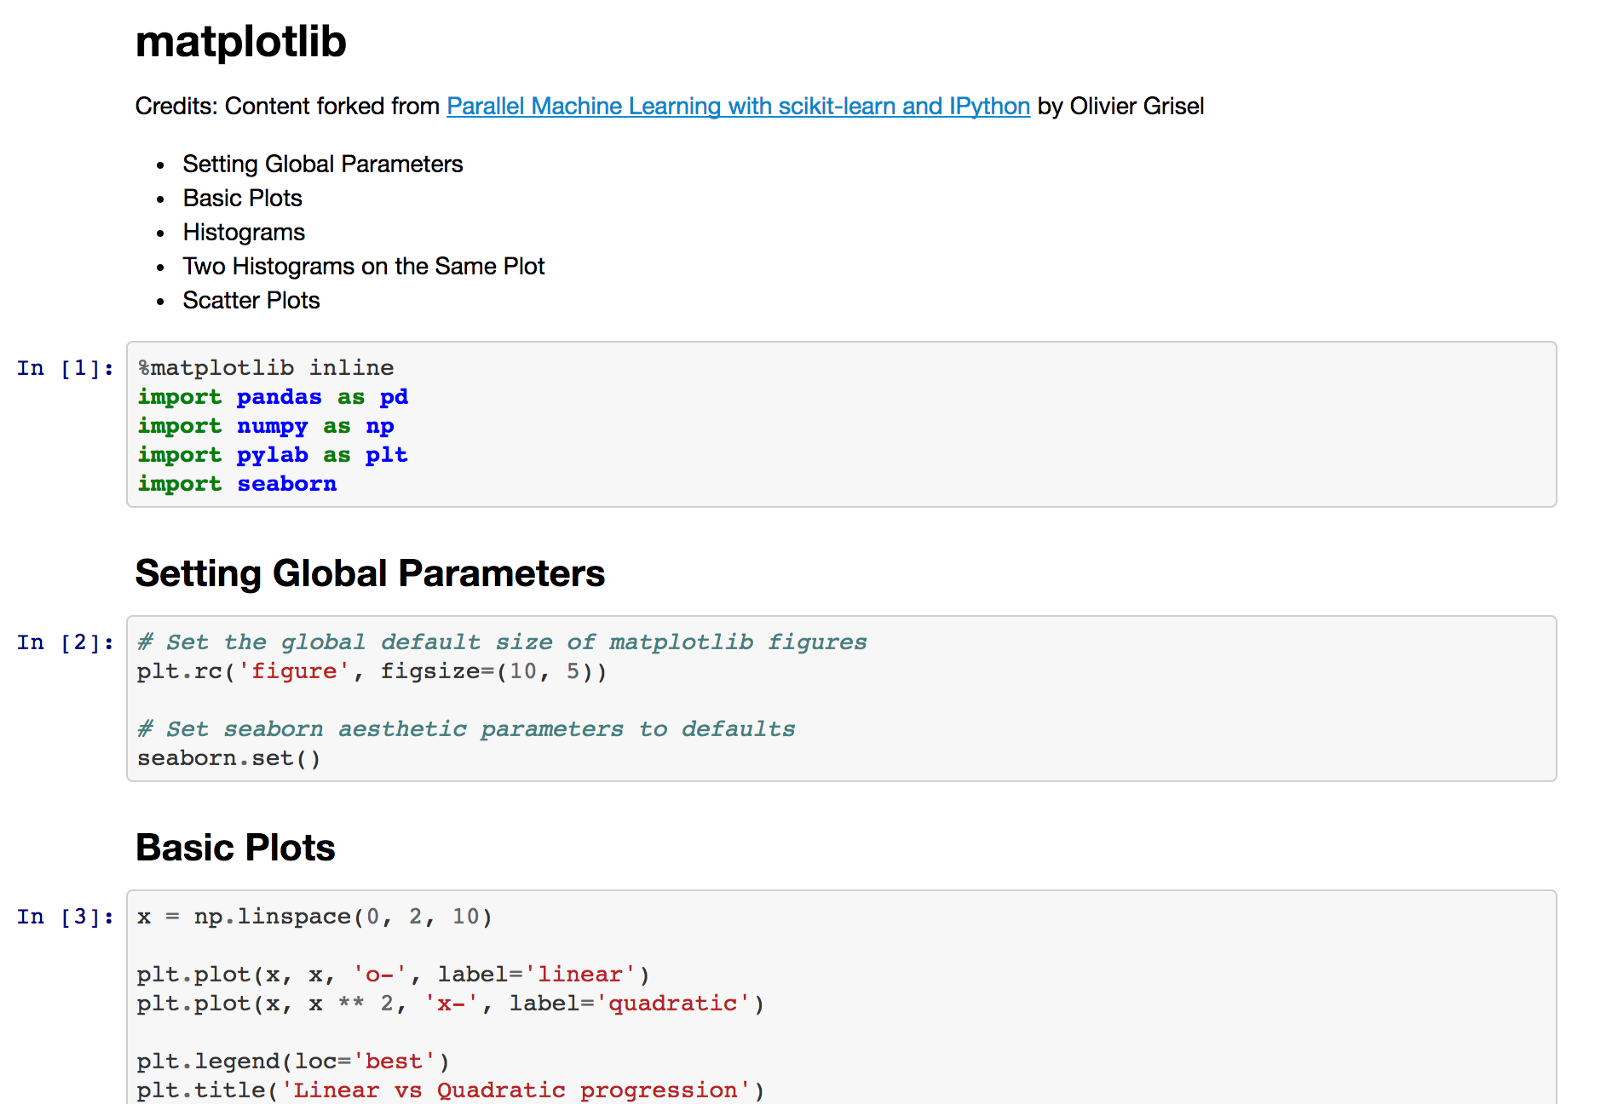 matplotlib
Credits: Content forked from Parallel Machine Learning with scikit-learn and IPython by Olivier Grisel
• Setting Global Parameters
• Basic Plots
• Histograms
• Two Histograms on the Same Plot
• Scatter Plots
In [1]: %matplotlib inline
import pandas as pd
import numpy as np
import pylab as plt
import seaborn
Setting Global Parameters
In [2]: # Set the global default size of matplotlib figures
plt.rc('figure', figsize=(10, 5))
# Set seaborn aesthetic parameters to defaults
seaborn.set()
Basic Plots
In [3]: x = np.linspace(0, 2, 10)
plt.plot(x, x, 'o-', label='linear')
plt.plot(x, x ** 2, 'x-', label='quadratic')
plt.legend(loc='best')
plt.title('Linear vs Quadratic progression')